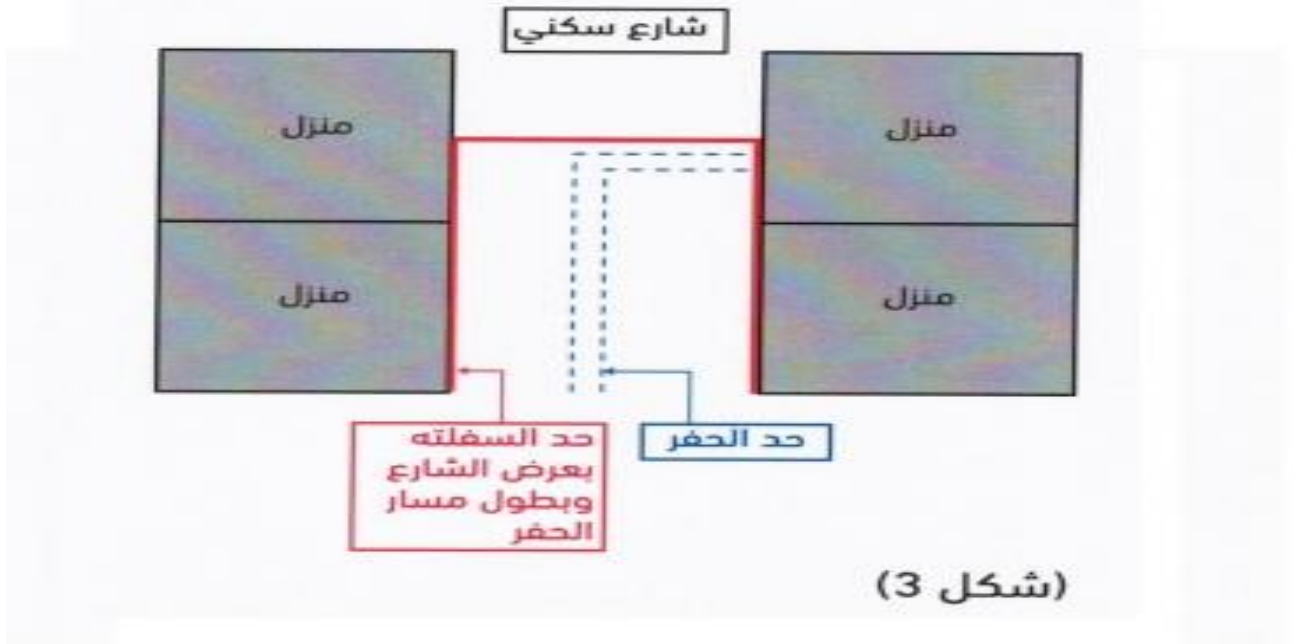 شارع سكني
منزل
منزل
منزل
منزل
حد الحفر
حد السفلته
بعرض الشارع
وبطول مسار
الحفر
(شكل 3)